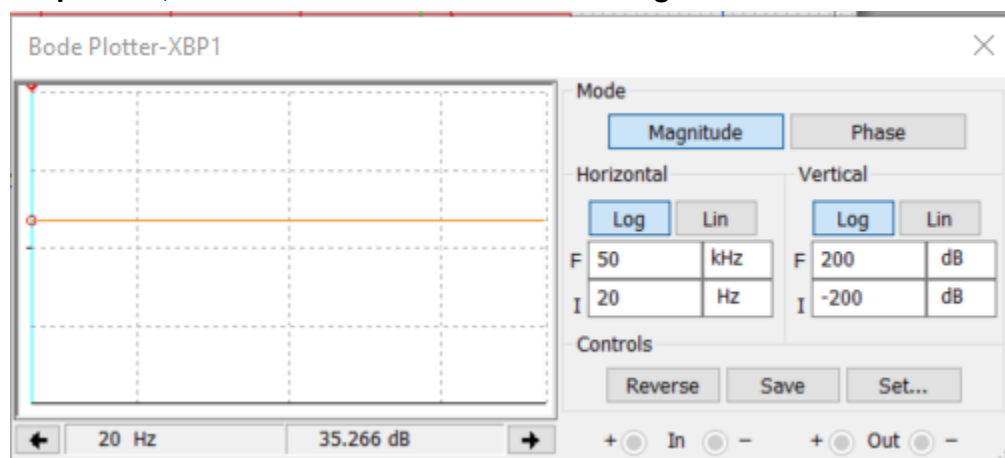 Bode Plotter-XBP1
Mode
Magnitude Phase
Horizontal Vertical
Log Lin Log Lin
F 50 kHz F 200 dB
I 20 Hz I -200 dB
Controls
Reverse Save Set...
20 Hz 35.266 dB + In - + Out -